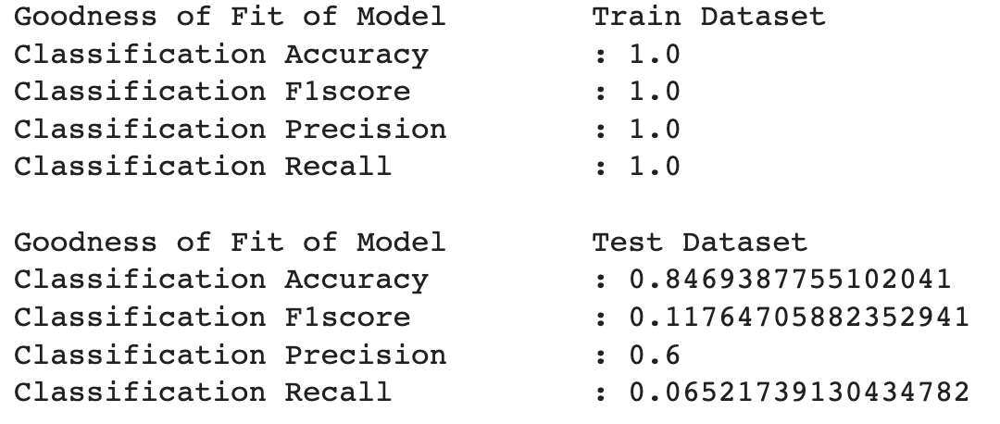 Goodness of Fit of Model Train Dataset
Classification Accuracy : 1.0
Classification F1score : 1.0
Classification Precision : 1.0
Classification Recall : 1.0
Goodness of Fit of Model Test Dataset
Classification Accuracy : 0.8469387755102041
Classification F1score : 0.11764705882352941
Classification Precision : 0.6
Classification Recall : 0.06521739130434782